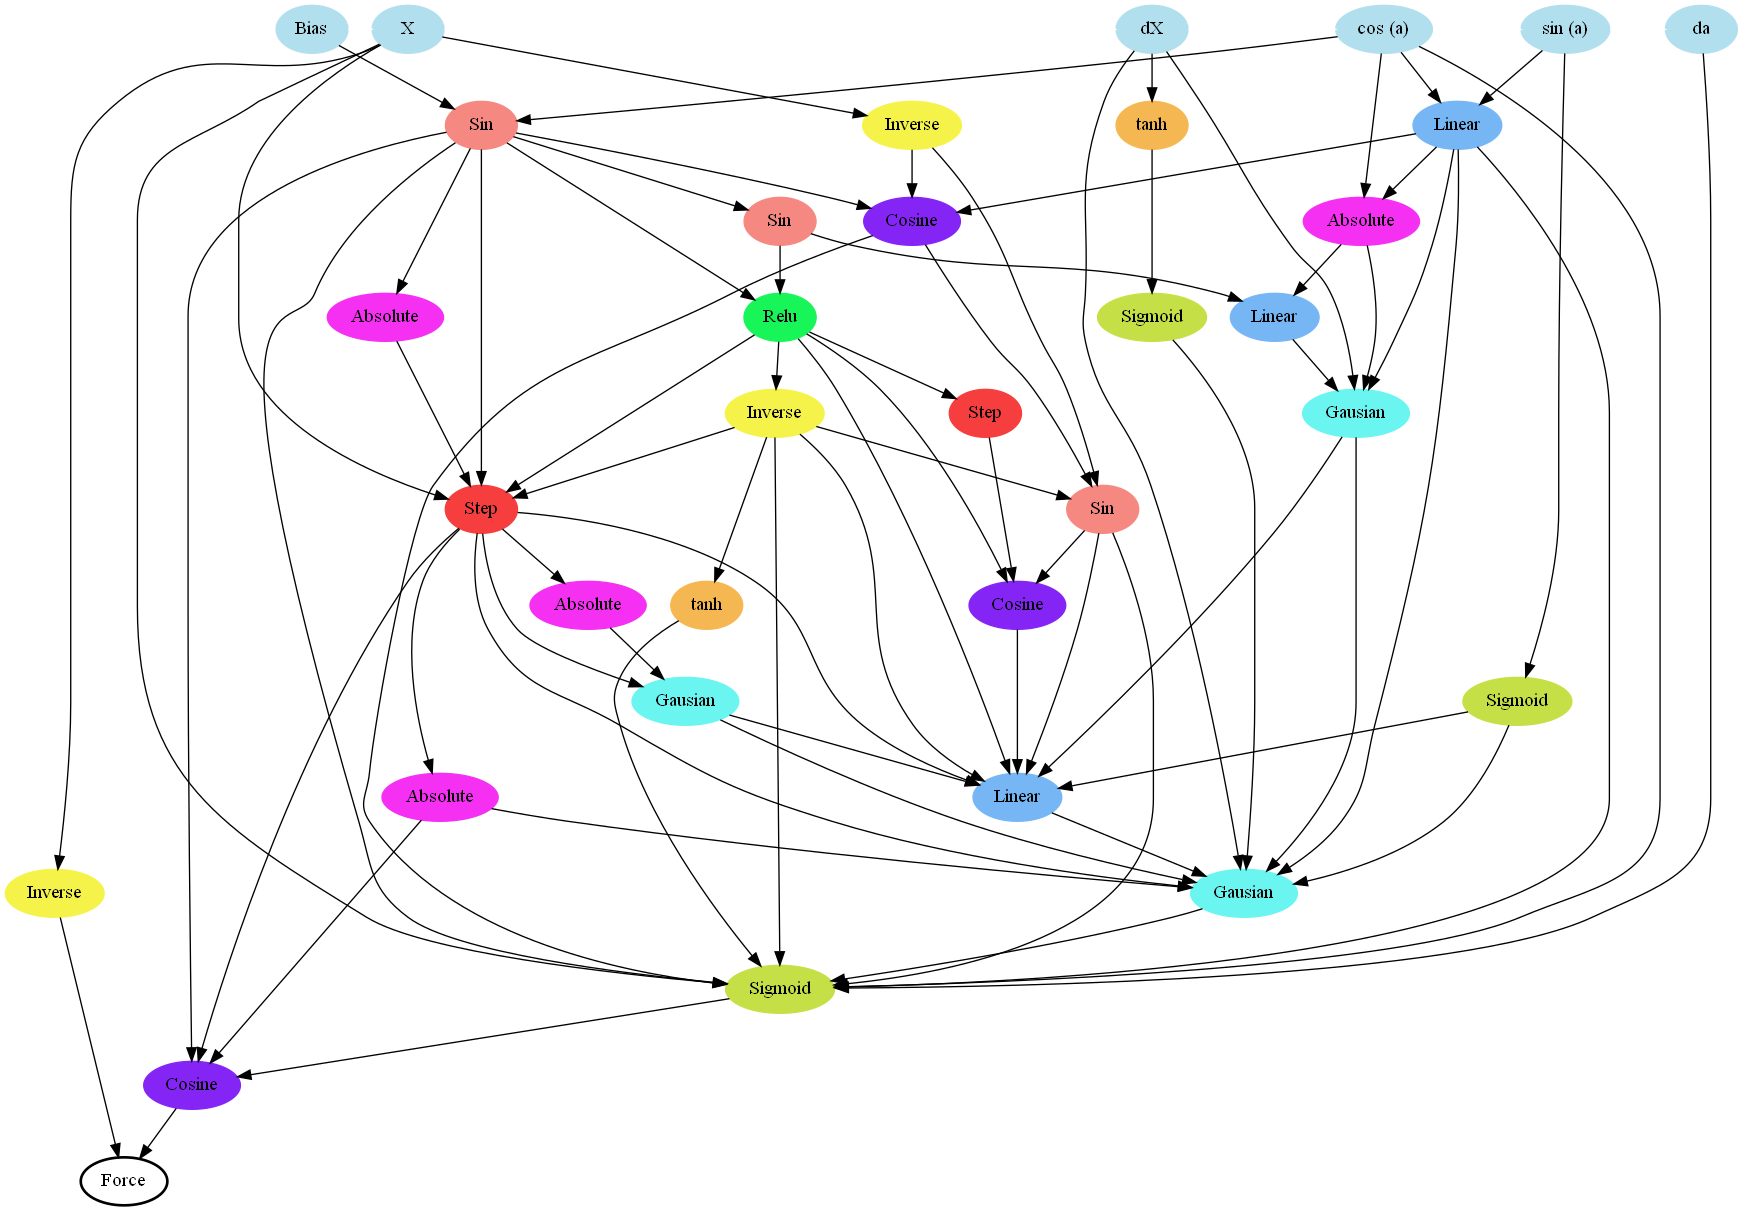 Bias
X
dX
cos (a)
sin (a)
da
Sin
Inverse
tanh
Linear
Sin
Cosine
Absolute
Absolute
Relu
Sigmoid
Linear
Inverse
Step
Gausian
Step
Sin
Absolute
tanh
Cosine
Gausian
Sigmoid
Absolute
Linear
Inverse
Gausian
Sigmoid
Cosine
Force